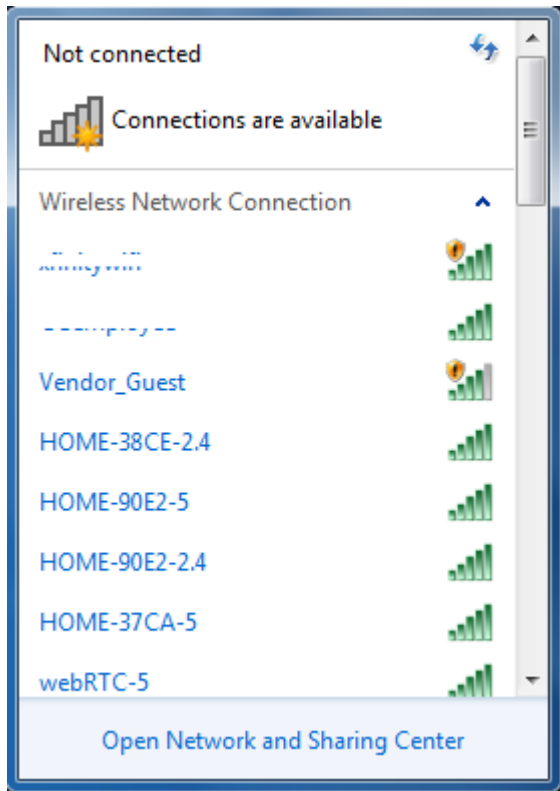 Not connected
Connections are available
Wireless Network Connection
xfinitywifi
Vendor_Guest
HOME-38CE-2.4
HOME-90E2-5
HOME-90E2-2.4
HOME-37CA-5
webRTC-5
Open Network and Sharing Center